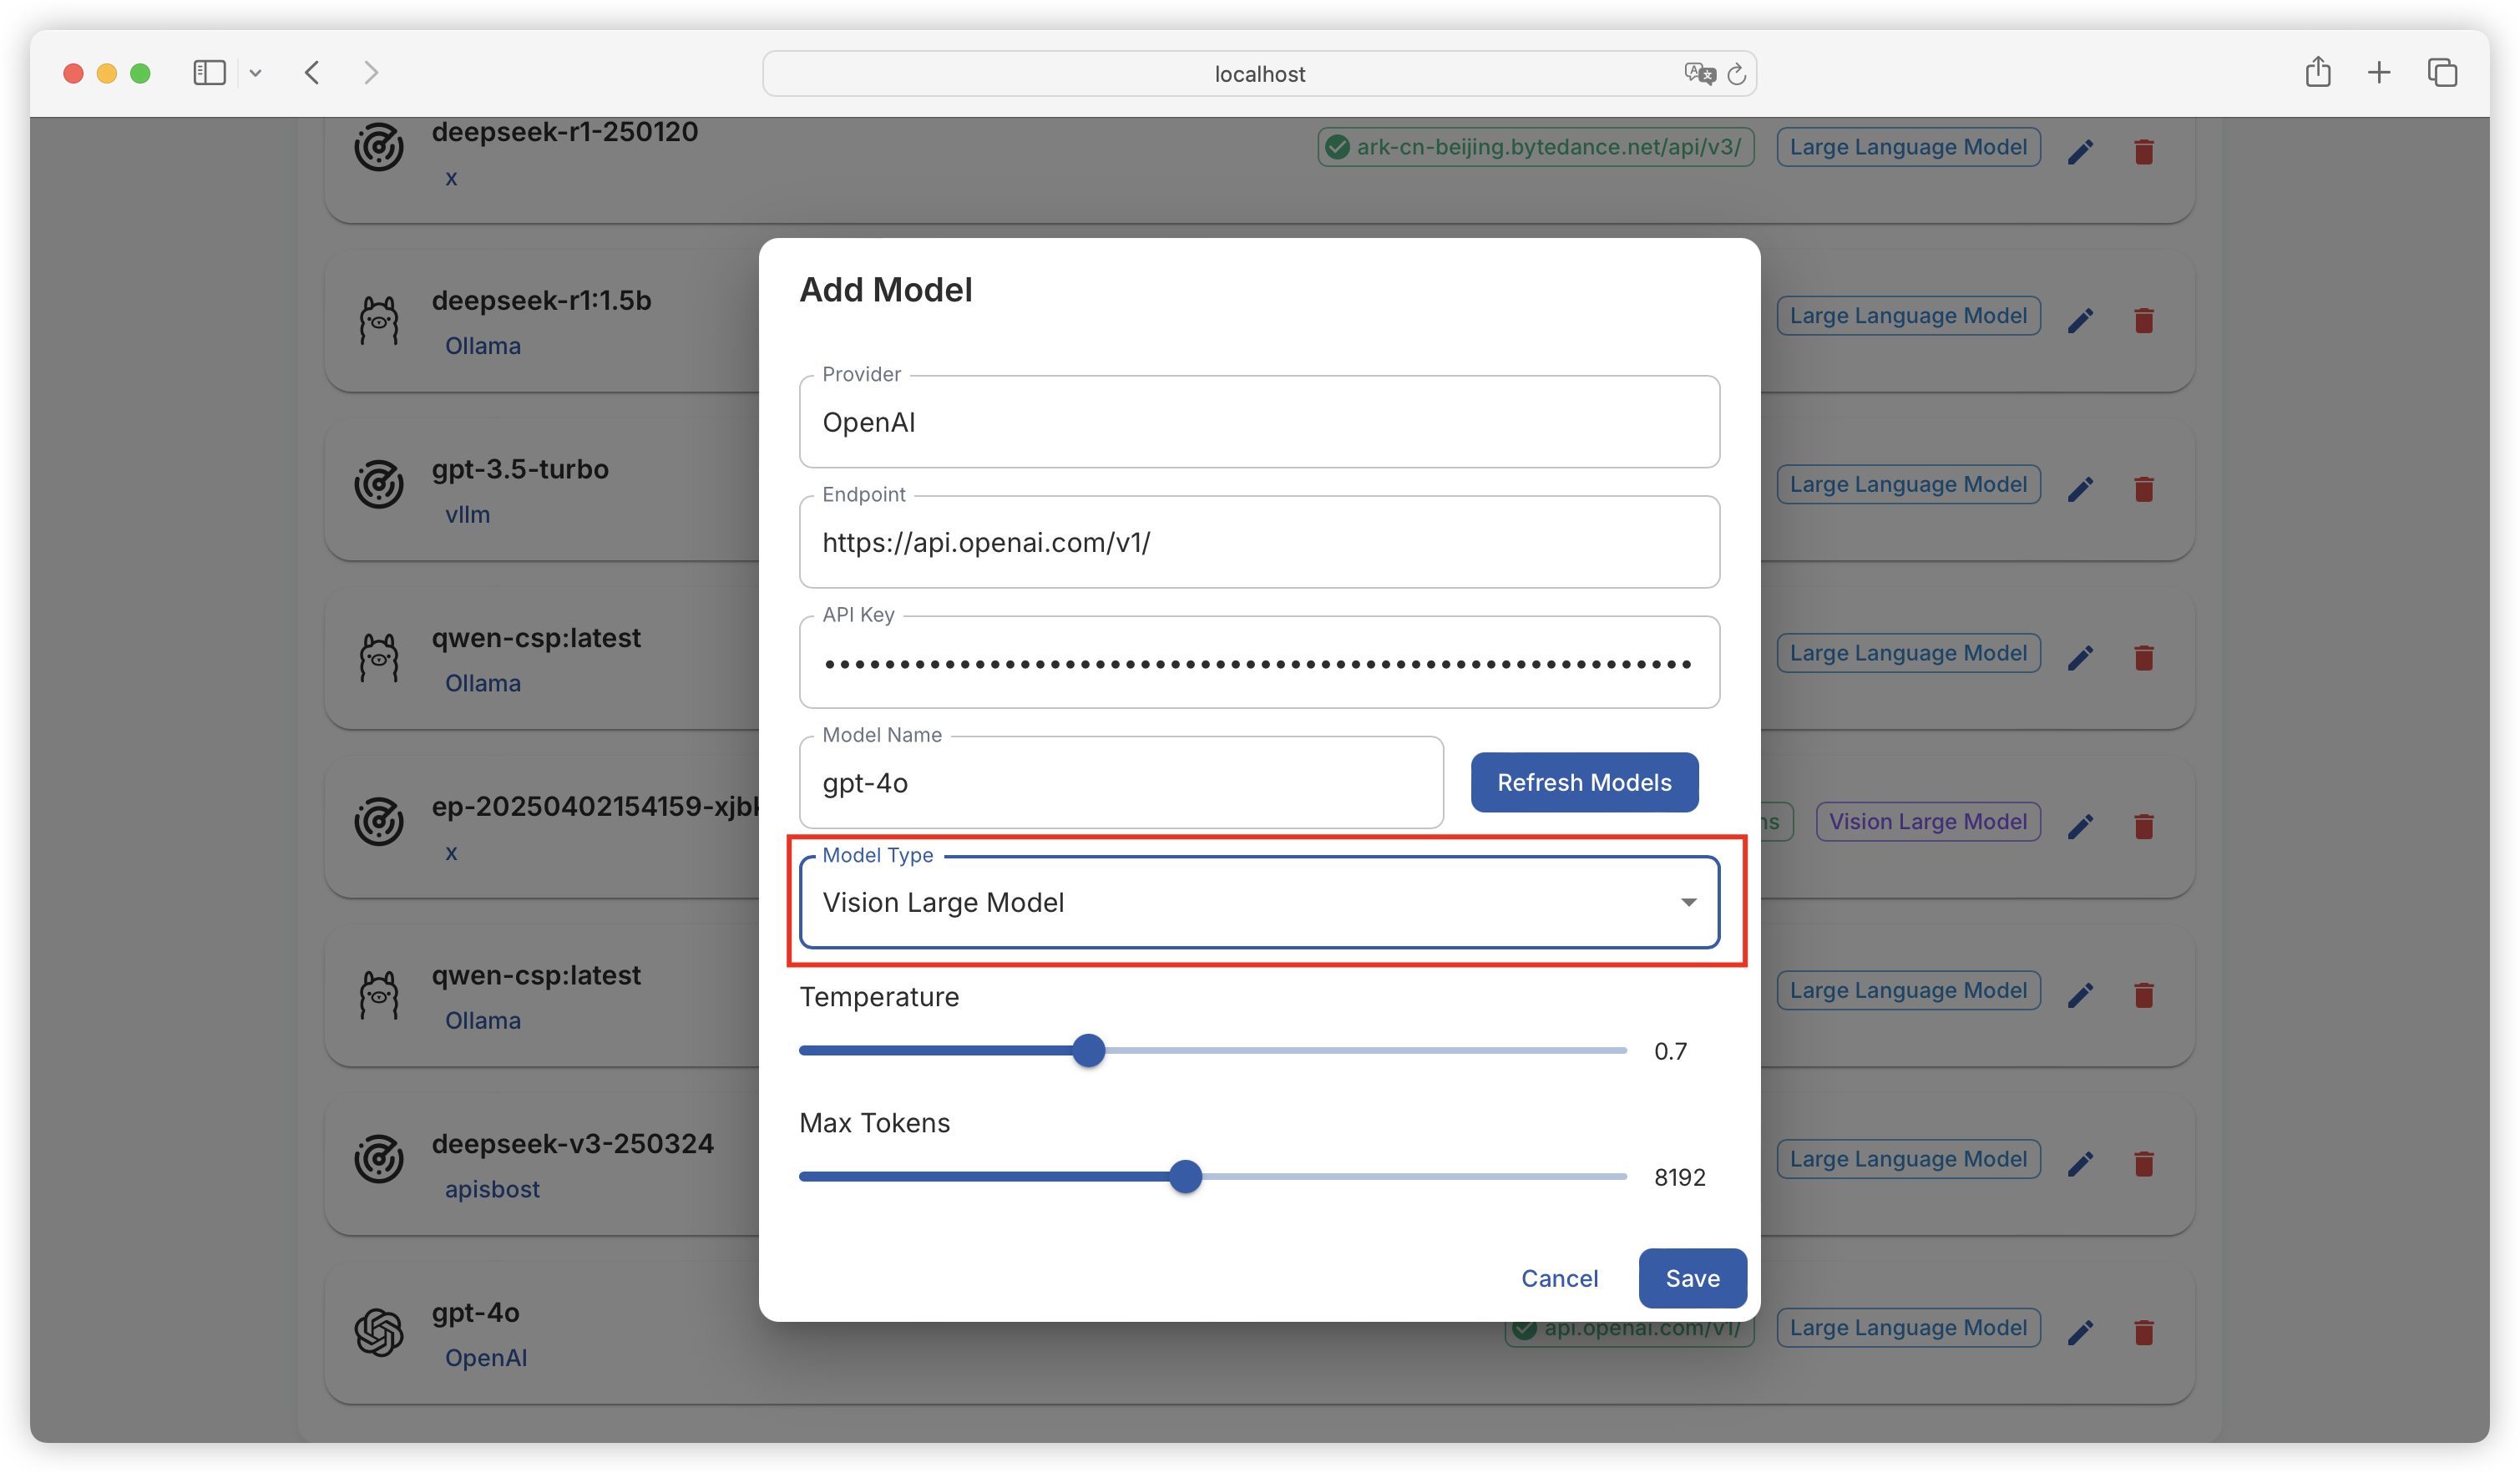 localhost
deepseek-r1-250120
x
ark-cn-beijing.bytedance.net/api/v3/
Large Language Model
deepseek-r1:1.5b
Ollama
Large Language Model
gpt-3.5-turbo
vllm
Large Language Model
qwen-csp:latest
Ollama
Large Language Model
ep-20250402154159-xjb
x
ns
Vision Large Model
qwen-csp:latest
Ollama
Large Language Model
deepseek-v3-250324
apisbost
Large Language Model
gpt-4o
OpenAI
api.openai.com/v1/
Large Language Model
Add Model
Provider
OpenAI
Endpoint
https://api.openai.com/v1/
API Key
Model Name
gpt-4o
Refresh Models
Model Type
Vision Large Model
Temperature
0.7
Max Tokens
8192
Cancel
Save